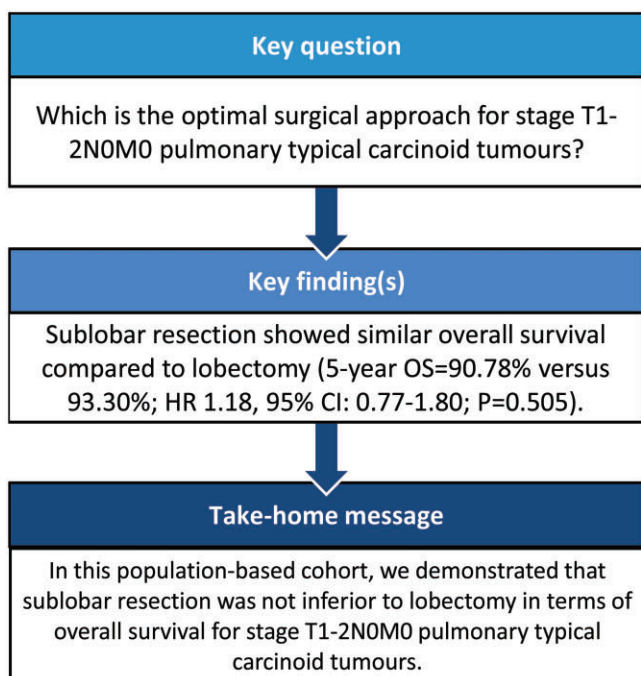 Key question
Which is the optimal surgical approach for stage T1-
2N0M0 pulmonary typical carcinoid tumours?
Key finding(s)
Sublobar resection showed similar overall survival
compared to lobectomy (5-year OS=90.78% versus
93.30%; HR 1.18, 95% CI: 0.77-1.80; P=0.505).
Take-home message
In this population-based cohort, we demonstrated that
sublobar resection was not inferior to lobectomy in terms of
overall survival for stage T1-2N0M0 pulmonary typical
carcinoid tumours.